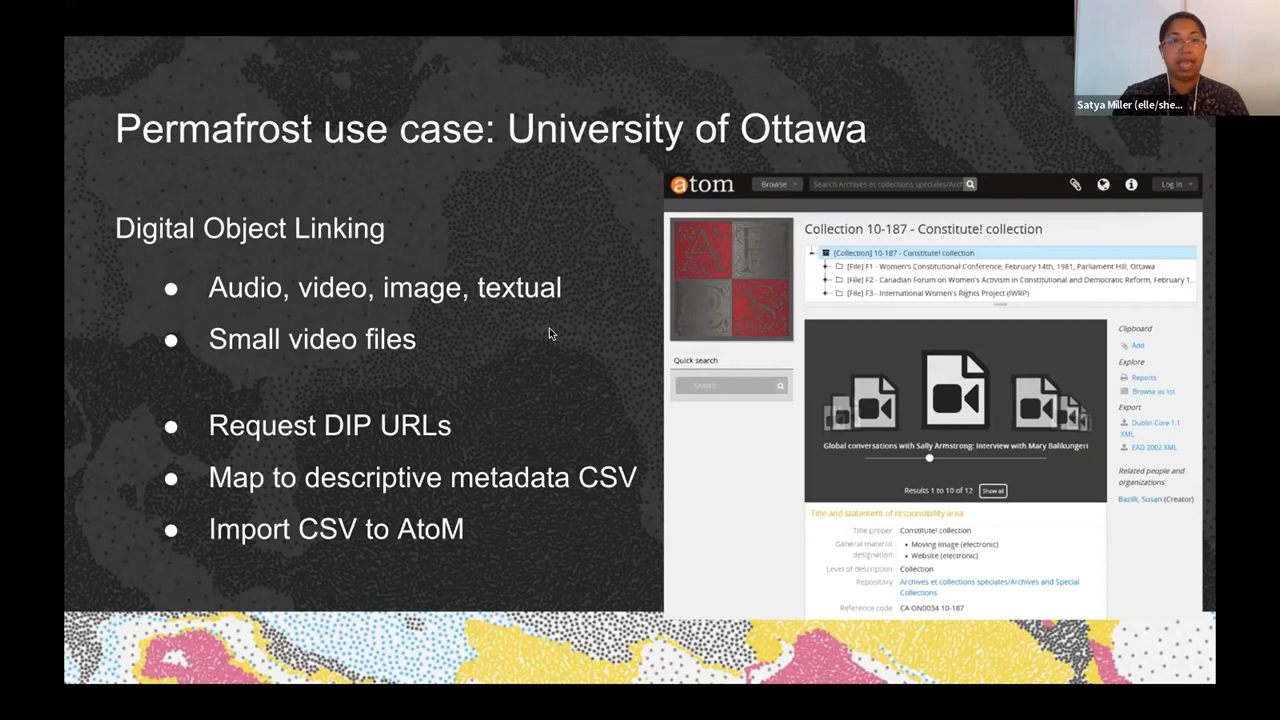 Satya Miller (elle/she...
Permafrost use case: University of Ottawa
Digital Object Linking
● Audio, video, image, textual
● Small video files
● Request DIP URLs
● Map to descriptive metadata CSV
● Import CSV to AtoM
atom
Browse
Search Archives et collections spéciales/Arch
Log in
A
F
C
S
Quick search
Search
Collection 10-187 - Constitute! collection
[Collection] 10-187 - Constitute! collection
[File] F1 - Women's Constitutional Conference, February 14th, 1981, Parliament Hill, Ottawa
[File] F2 - Canadian Forum on Women's Activism in Constitutional and Democratic Reform, February 1...
[File] F3 - International Women's Rights Project (IWRP)
Global conversations with Sally Armstrong: Interview with Mary Balikungeri
Results 1 to 10 of 12 Show all
Title and statement of responsibility area
Title proper Constitute! collection
General material • Moving image (electronic)
designation • Website (electronic)
Level of description Collection
Repository Archives et collections spéciales/Archives and Special
Collections
Reference code CA ON0034 10-187
Clipboard
Add
Explore
Reports
Browse as list
Export
Dublin Core 1.1
XML
EAD 2002 XML
Related people and
organizations
Bazilli, Susan (Creator)